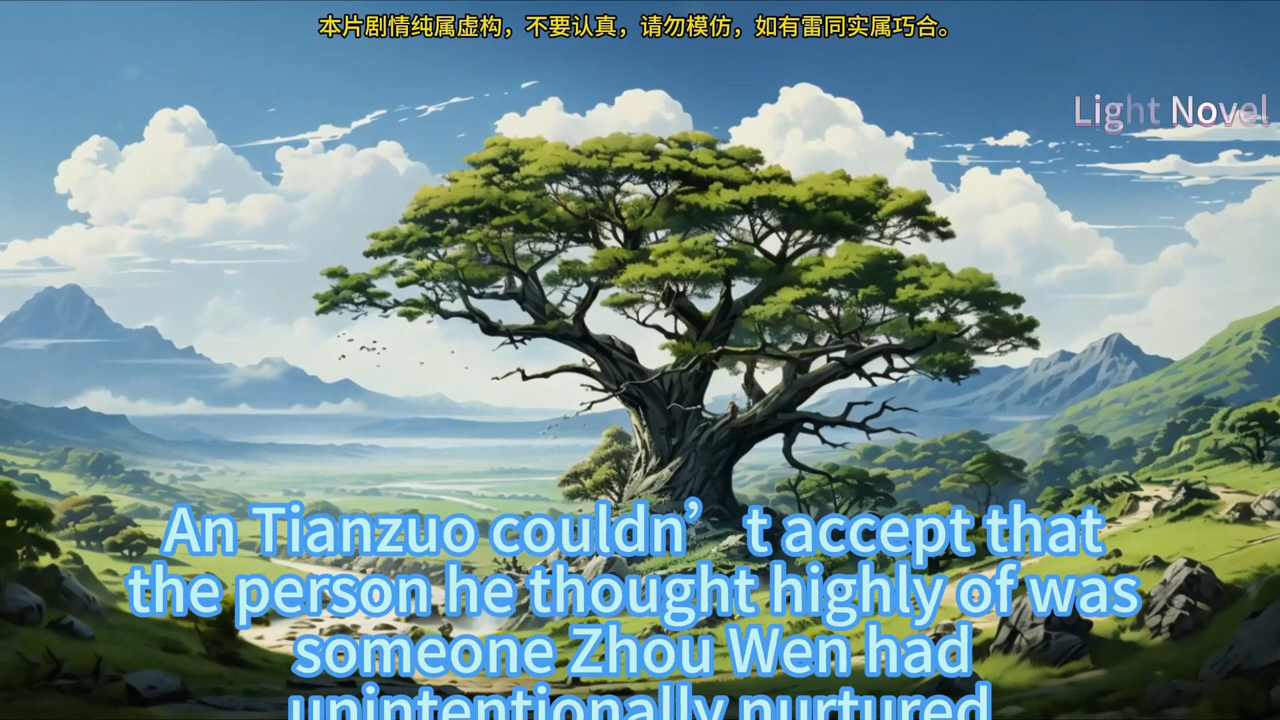 本片剧情纯属虚构，不要认真，请勿模仿，如有雷同实属巧合。
Light Novel
An Tianzuo couldn’t accept that
the person he thought highly of was
someone Zhou Wen had
unintentionally nurtured